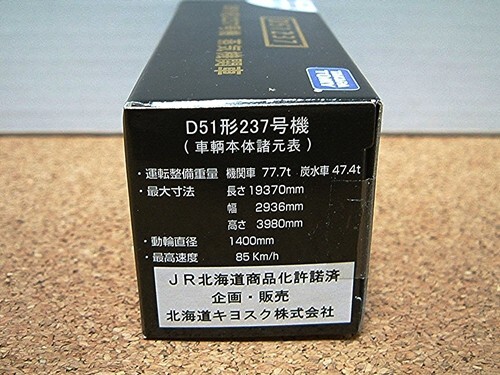 D51形237号機
(車輌本体諸元表)
・運転整備重量 機関車 77.7t 炭水車 47.4t
・最大寸法 長さ 19370mm
幅 2936mm
高さ 3980mm
・動輪直径 1400mm
・最高速度 85 Km/h
JR北海道商品化許諾済
企画・販売
北海道キヨスク株式会社